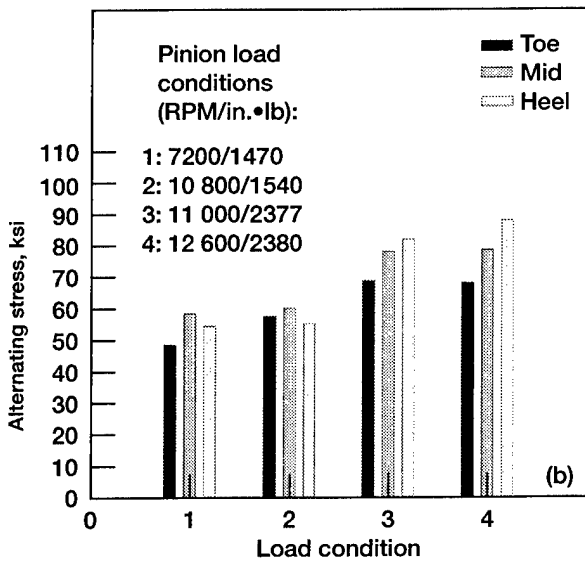 Pinion load
conditions
(RPM/in.•lb):
1: 7200/1470
2: 10 800/1540
3: 11 000/2377
4: 12 600/2380
Toe
Mid
Heel
Alternating stress, ksi
110
100
90
80
70
60
50
40
30
20
10
0
0 1 2 3 4
Load condition
(b)